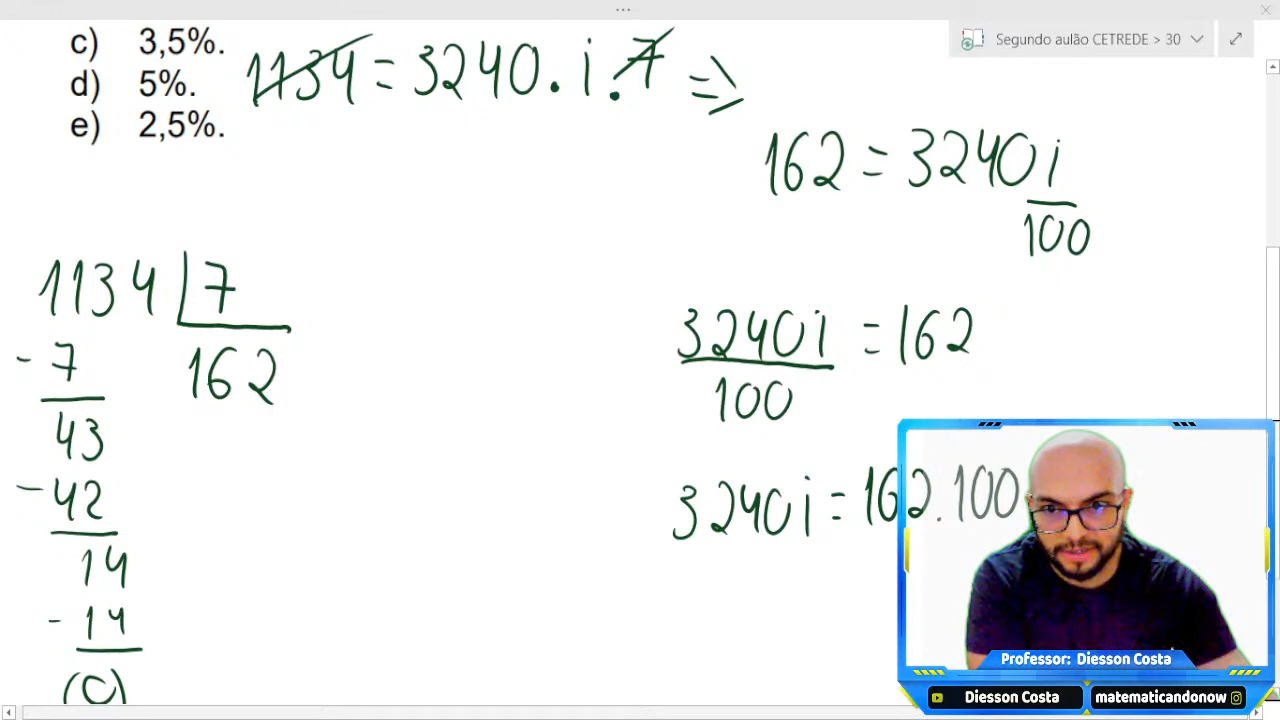 Segundo aulão CETREDE > 30
c) 3,5%.
d) 5%.
e) 2,5%.
1134 = 3240 . i . 7 =>
162 = 3240 i
100
1134 7
- 7 162
43
- 42
14
- 14
(0)
3240 i = 162
100
3240 i = 162 . 100
Professor: Diesson Costa
Diesson Costa matematicandonow